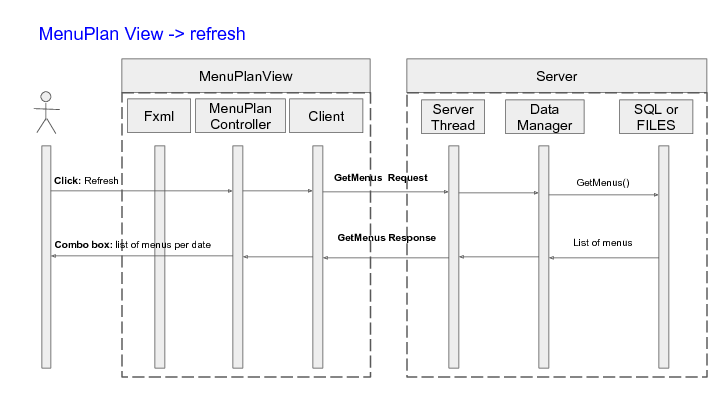 MenuPlan View -> refresh
MenuPlanView
Server
Fxml
MenuPlan
Controller
Client
Server
Thread
Data
Manager
SQL or
FILES
Click: Refresh
GetMenus Request
GetMenus()
Combo box: list of menus per date
GetMenus Response
List of menus